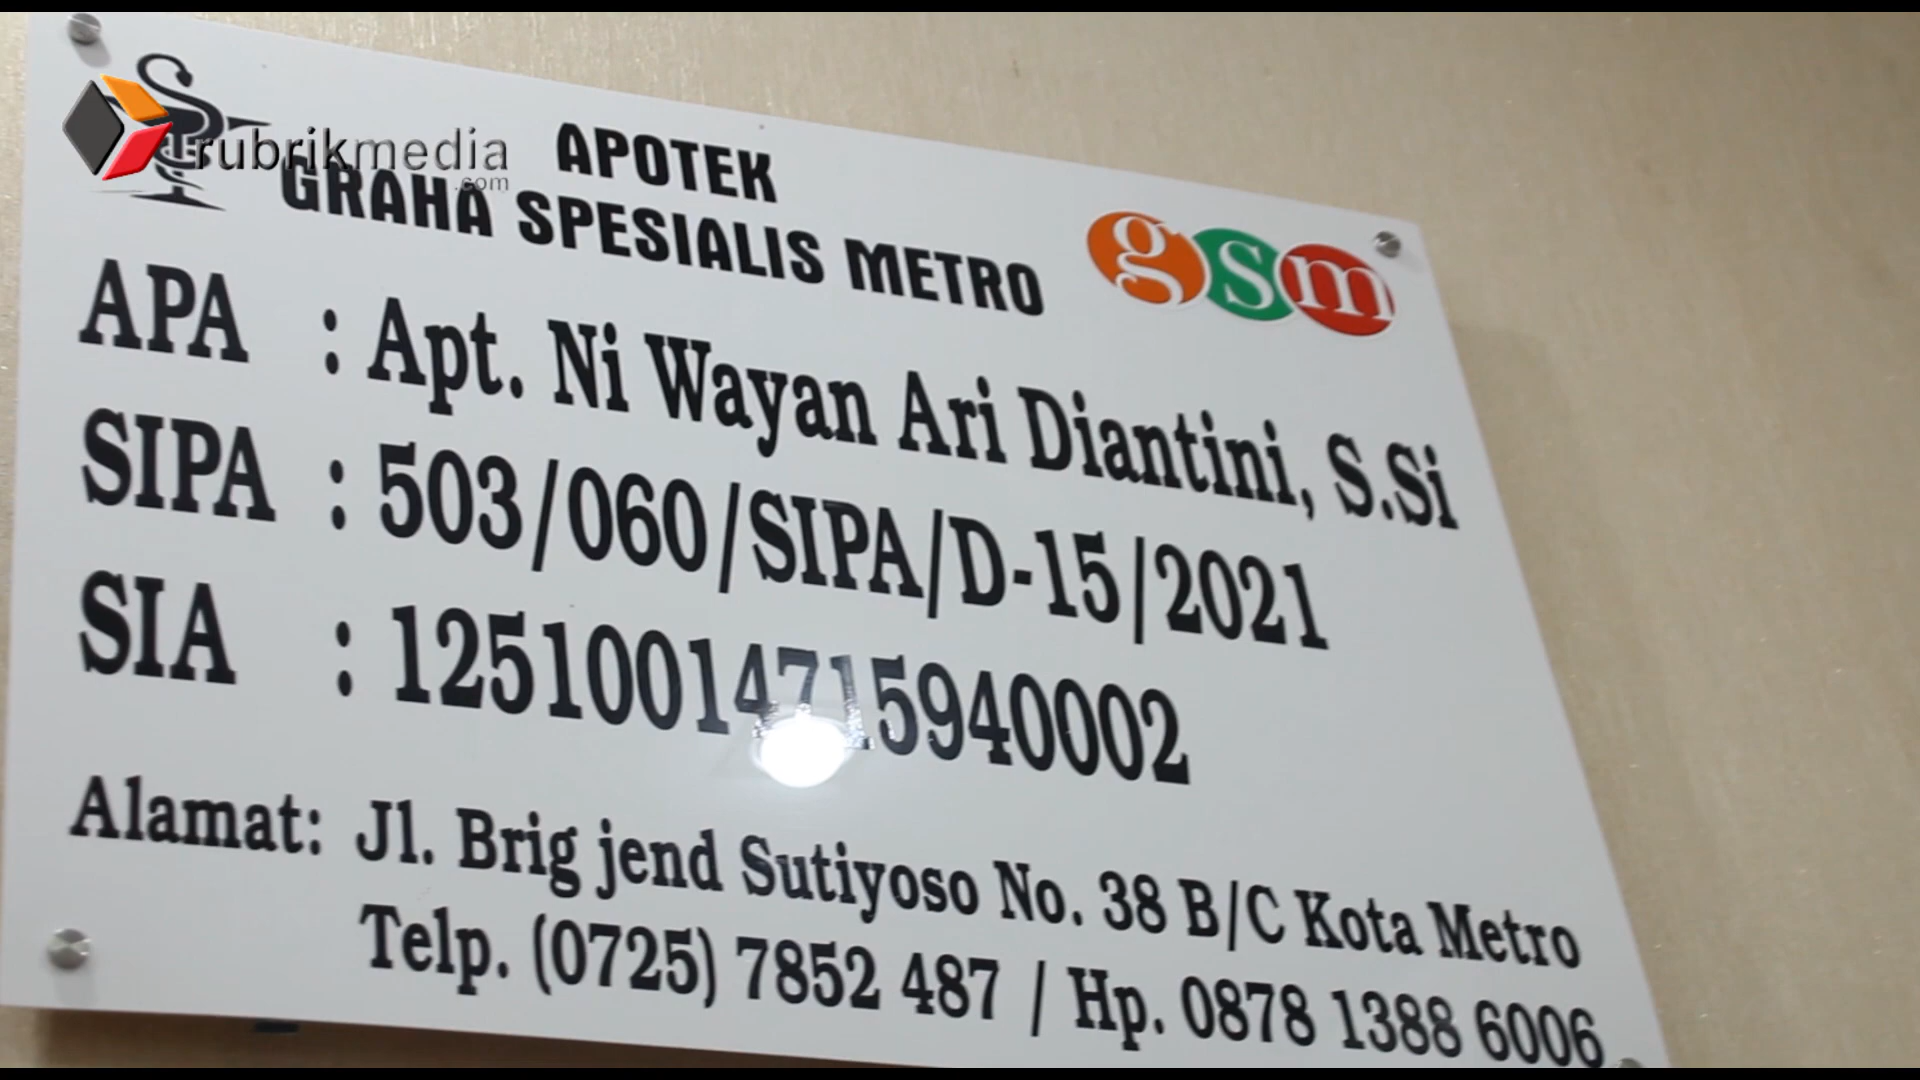 rubrikmedia
.com
APOTEK
GRAHA SPESIALIS METRO
gsm
APA : Apt. Ni Wayan Ari Diantini, S.Si
SIPA : 503/060/SIPA/D-15/2021
SIA : 12510014715940002
Alamat: Jl. Brig jend Sutiyoso No. 38 B/C Kota Metro
Telp. (0725) 7852 487 / Hp. 0878 1388 6006